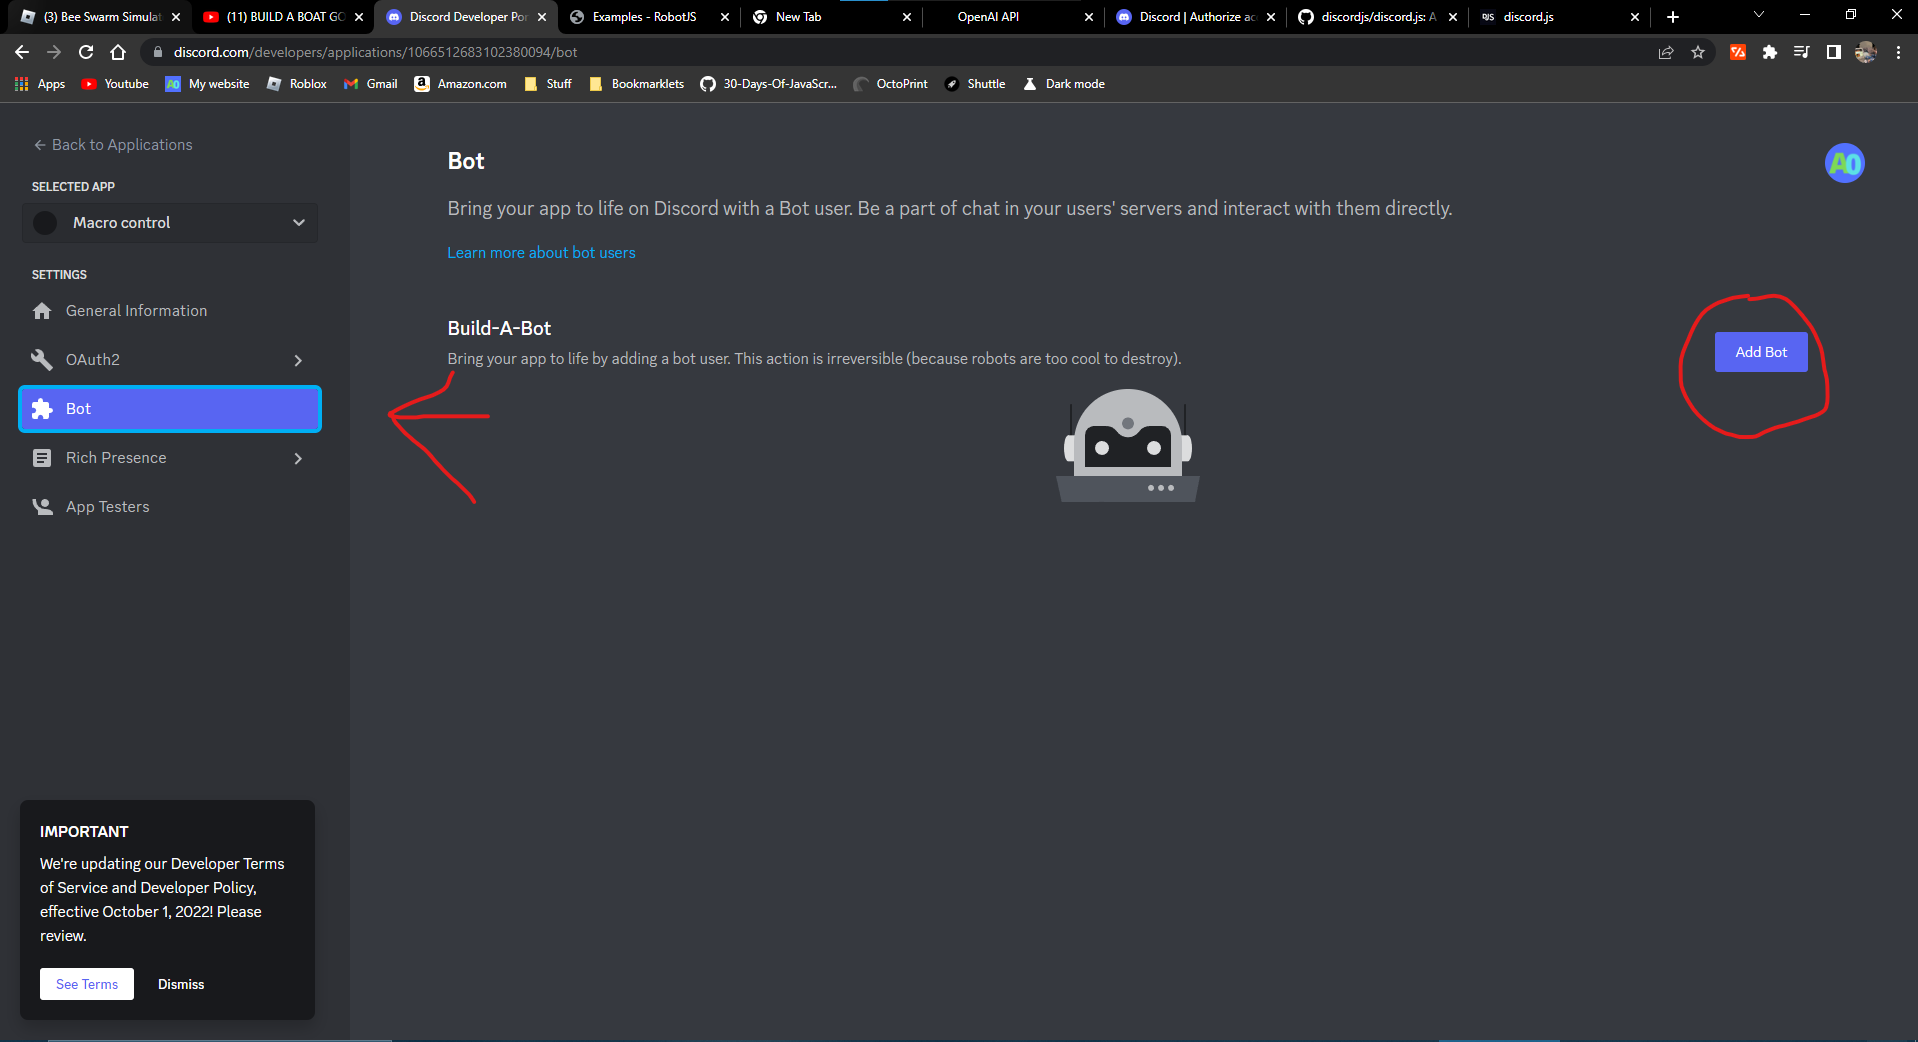 (3) Bee Swarm Simulat
(11) BUILD A BOAT GO
Discord Developer Por
Examples - RobotJS
New Tab
OpenAI API
Discord | Authorize ac
discordjs/discord.js: A
DJS
discord.js
discord.com/developers/applications/1066512683102380094/bot
Apps
Youtube
A0
My website
Roblox
Gmail
Amazon.com
Stuff
Bookmarklets
30-Days-Of-JavaScr...
OctoPrint
Shuttle
Dark mode
Back to Applications
SELECTED APP
Macro control
SETTINGS
General Information
OAuth2
Bot
Rich Presence
App Testers
IMPORTANT
We're updating our Developer Terms
of Service and Developer Policy,
effective October 1, 2022! Please
review.
See Terms
Dismiss
Bot
A0
Bring your app to life on Discord with a Bot user. Be a part of chat in your users' servers and interact with them directly.
Learn more about bot users
Build-A-Bot
Bring your app to life by adding a bot user. This action is irreversible (because robots are too cool to destroy).
Add Bot